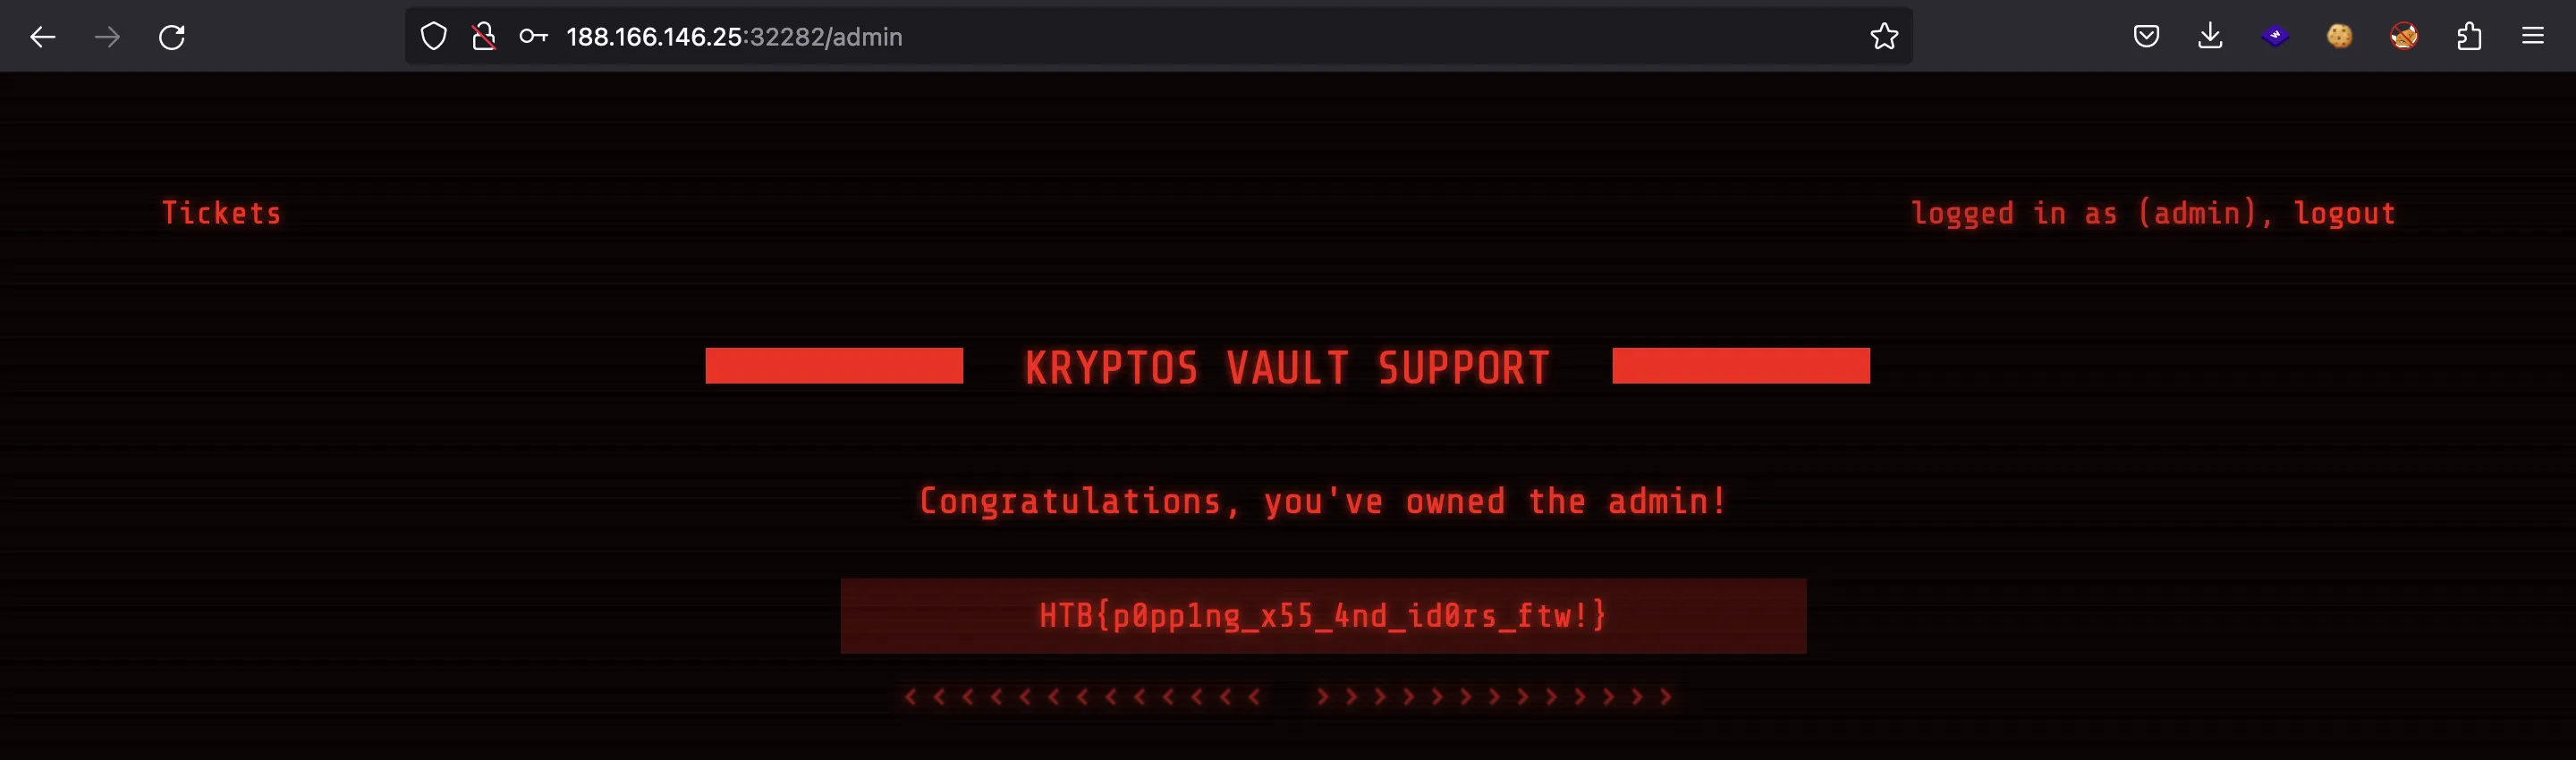 188.166.146.25:32282/admin
Tickets
logged in as (admin), logout
KRYPTOS VAULT SUPPORT
Congratulations, you've owned the admin!
HTB{p0pp1ng_x55_4nd_id0rs_ftw!}
< < < < < < < < < < < < < > > > > > > > > > > > > >